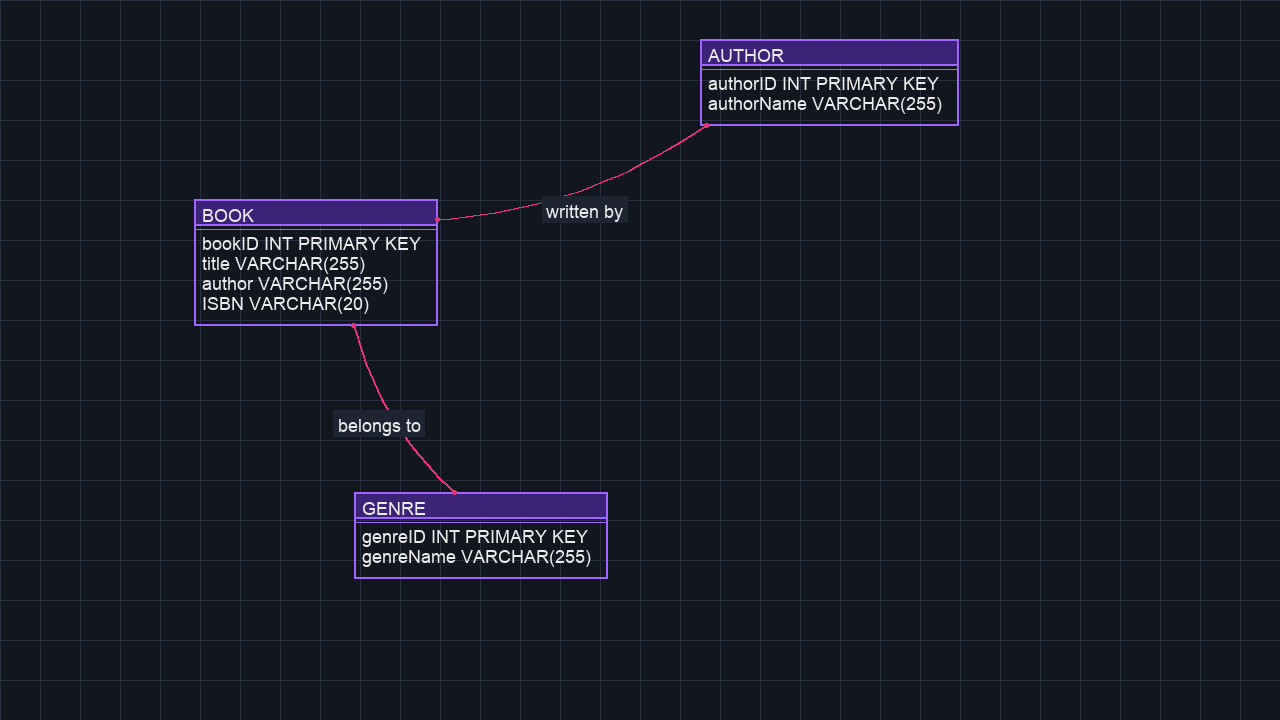 AUTHOR
authorID INT PRIMARY KEY
authorName VARCHAR(255)
written by
BOOK
bookID INT PRIMARY KEY
title VARCHAR(255)
author VARCHAR(255)
ISBN VARCHAR(20)
belongs to
GENRE
genreID INT PRIMARY KEY
genreName VARCHAR(255)